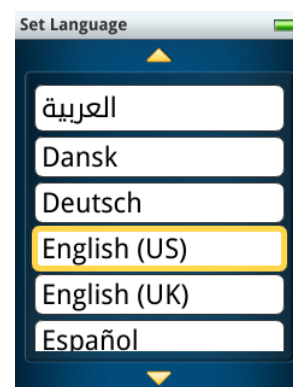 Set Language
العربية
Dansk
Deutsch
English (US)
English (UK)
Español